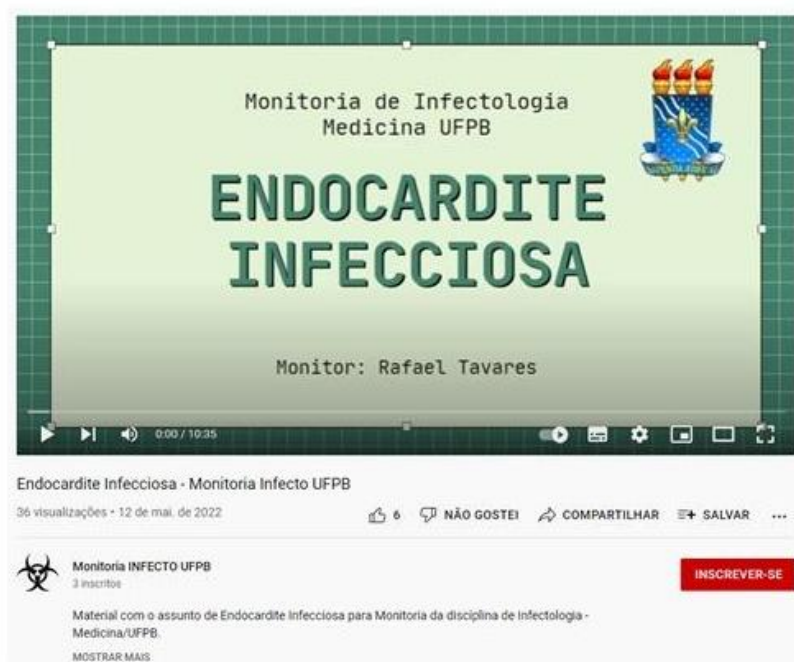 Monitoria de Infectologia
Medicina UFPB
ENDOCARDITE
INFECCIOSA
Monitor: Rafael Tavares
0:00 / 10:35
Endocardite Infecciosa - Monitoria Infecto UFPB
36 visualizações • 12 de mai. de 2022
6 NÃO GOSTEI COMPARTILHAR SALVAR ...
Monitoria INFECTO UFPB
3 inscritos
INSCREVER-SE
Material com o assunto de Endocardite Infecciosa para Monitoria da disciplina de Infectologia -
Medicina/UFPB.
MOSTRAR MAIS